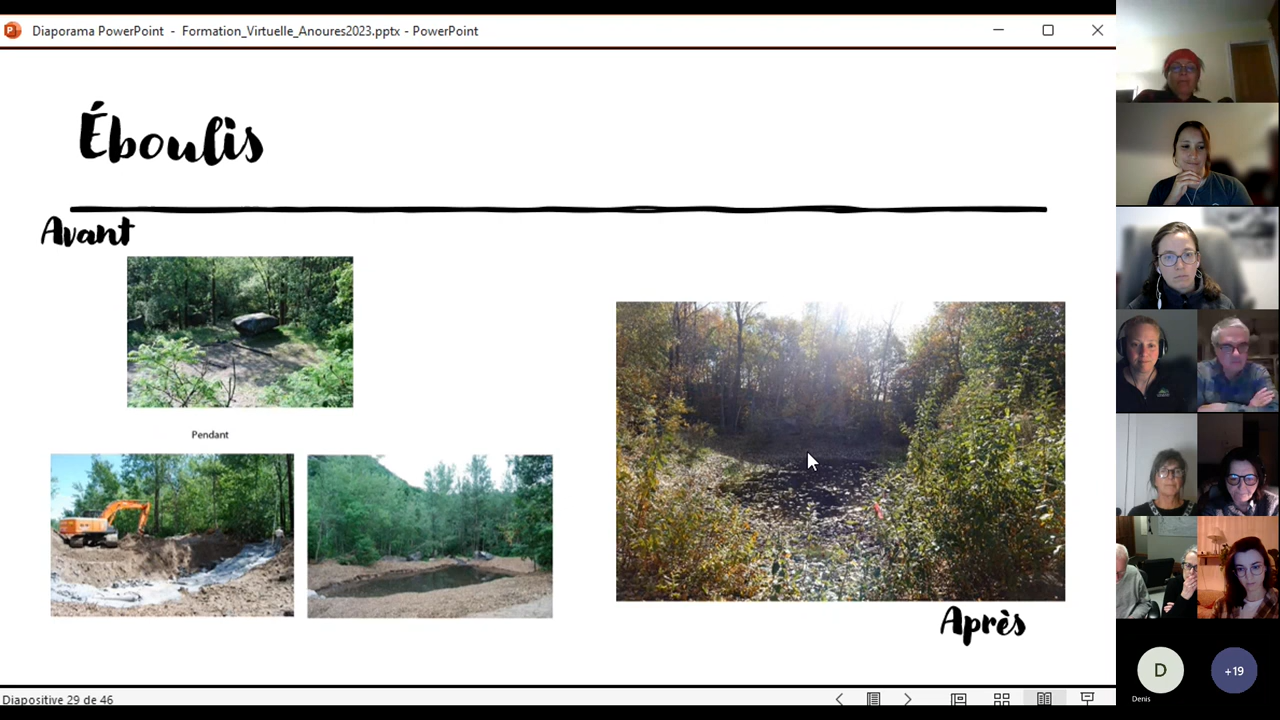 Diaporama PowerPoint - Formation_Virtuelle_Anoures2023.pptx - PowerPoint
Éboulis
Avant
Pendant
Après
Diapositive 29 de 46
D
+19
Denis